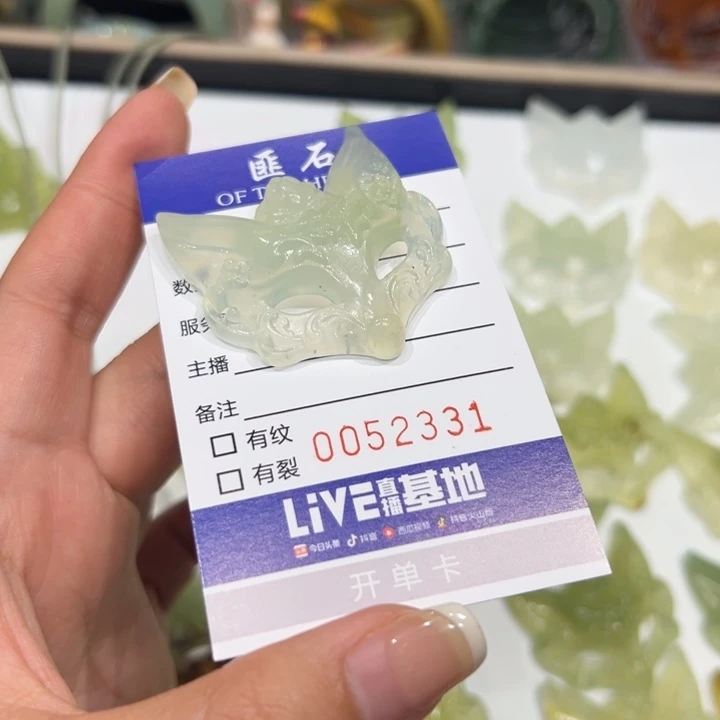 匪石
OF T
数
服务
主播
备注
有纹
有裂
0052331
LiVE直播基地
今日头条 抖音 西瓜视频 抖音火山版
开单卡